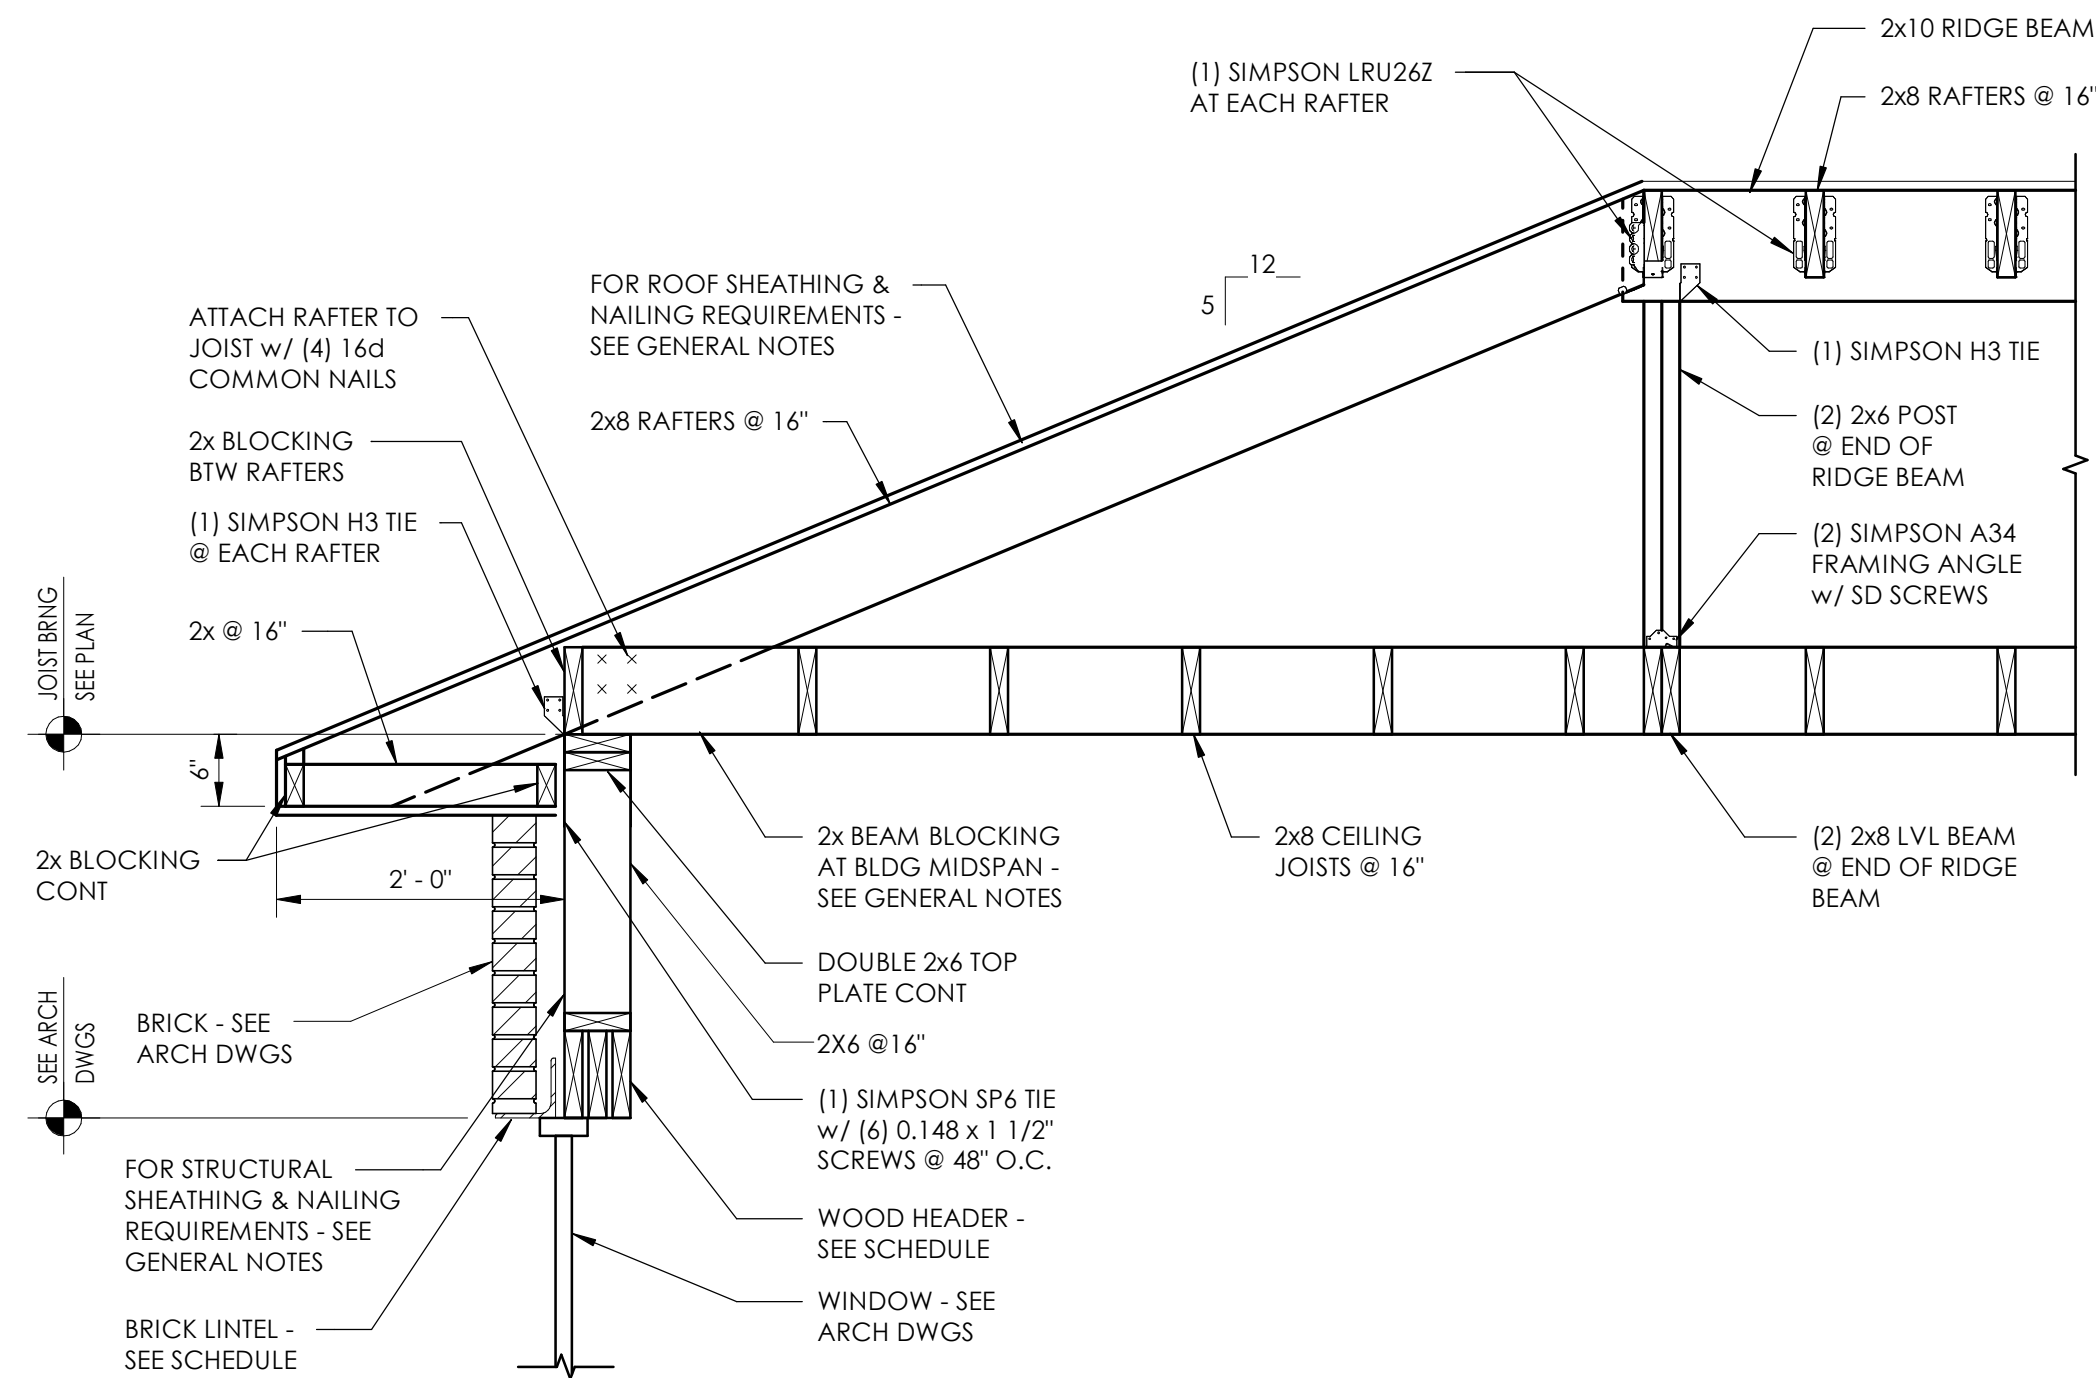 2x10 RIDGE BEAM
(1) SIMPSON LRU26Z
AT EACH RAFTER
2x8 RAFTERS @ 16"
12
5
FOR ROOF SHEATHING &
NAILING REQUIREMENTS -
SEE GENERAL NOTES
ATTACH RAFTER TO
JOIST w/ (4) 16d
COMMON NAILS
2x8 RAFTERS @ 16"
2x BLOCKING
BTW RAFTERS
(1) SIMPSON H3 TIE
@ EACH RAFTER
2x @ 16"
(1) SIMPSON H3 TIE
(2) 2x6 POST
@ END OF
RIDGE BEAM
(2) SIMPSON A34
FRAMING ANGLE
w/ SD SCREWS
JOIST BRNG
SEE PLAN
6"
2x BLOCKING
CONT
2' - 0"
2x BEAM BLOCKING
AT BLDG MIDSPAN -
SEE GENERAL NOTES
2x8 CEILING
JOISTS @ 16"
(2) 2x8 LVL BEAM
@ END OF RIDGE
BEAM
DOUBLE 2x6 TOP
PLATE CONT
SEE ARCH
DWGS
BRICK - SEE
ARCH DWGS
2X6 @16"
(1) SIMPSON SP6 TIE
w/ (6) 0.148 x 1 1/2"
SCREWS @ 48" O.C.
FOR STRUCTURAL
SHEATHING & NAILING
REQUIREMENTS - SEE
GENERAL NOTES
WOOD HEADER -
SEE SCHEDULE
WINDOW - SEE
ARCH DWGS
BRICK LINTEL -
SEE SCHEDULE